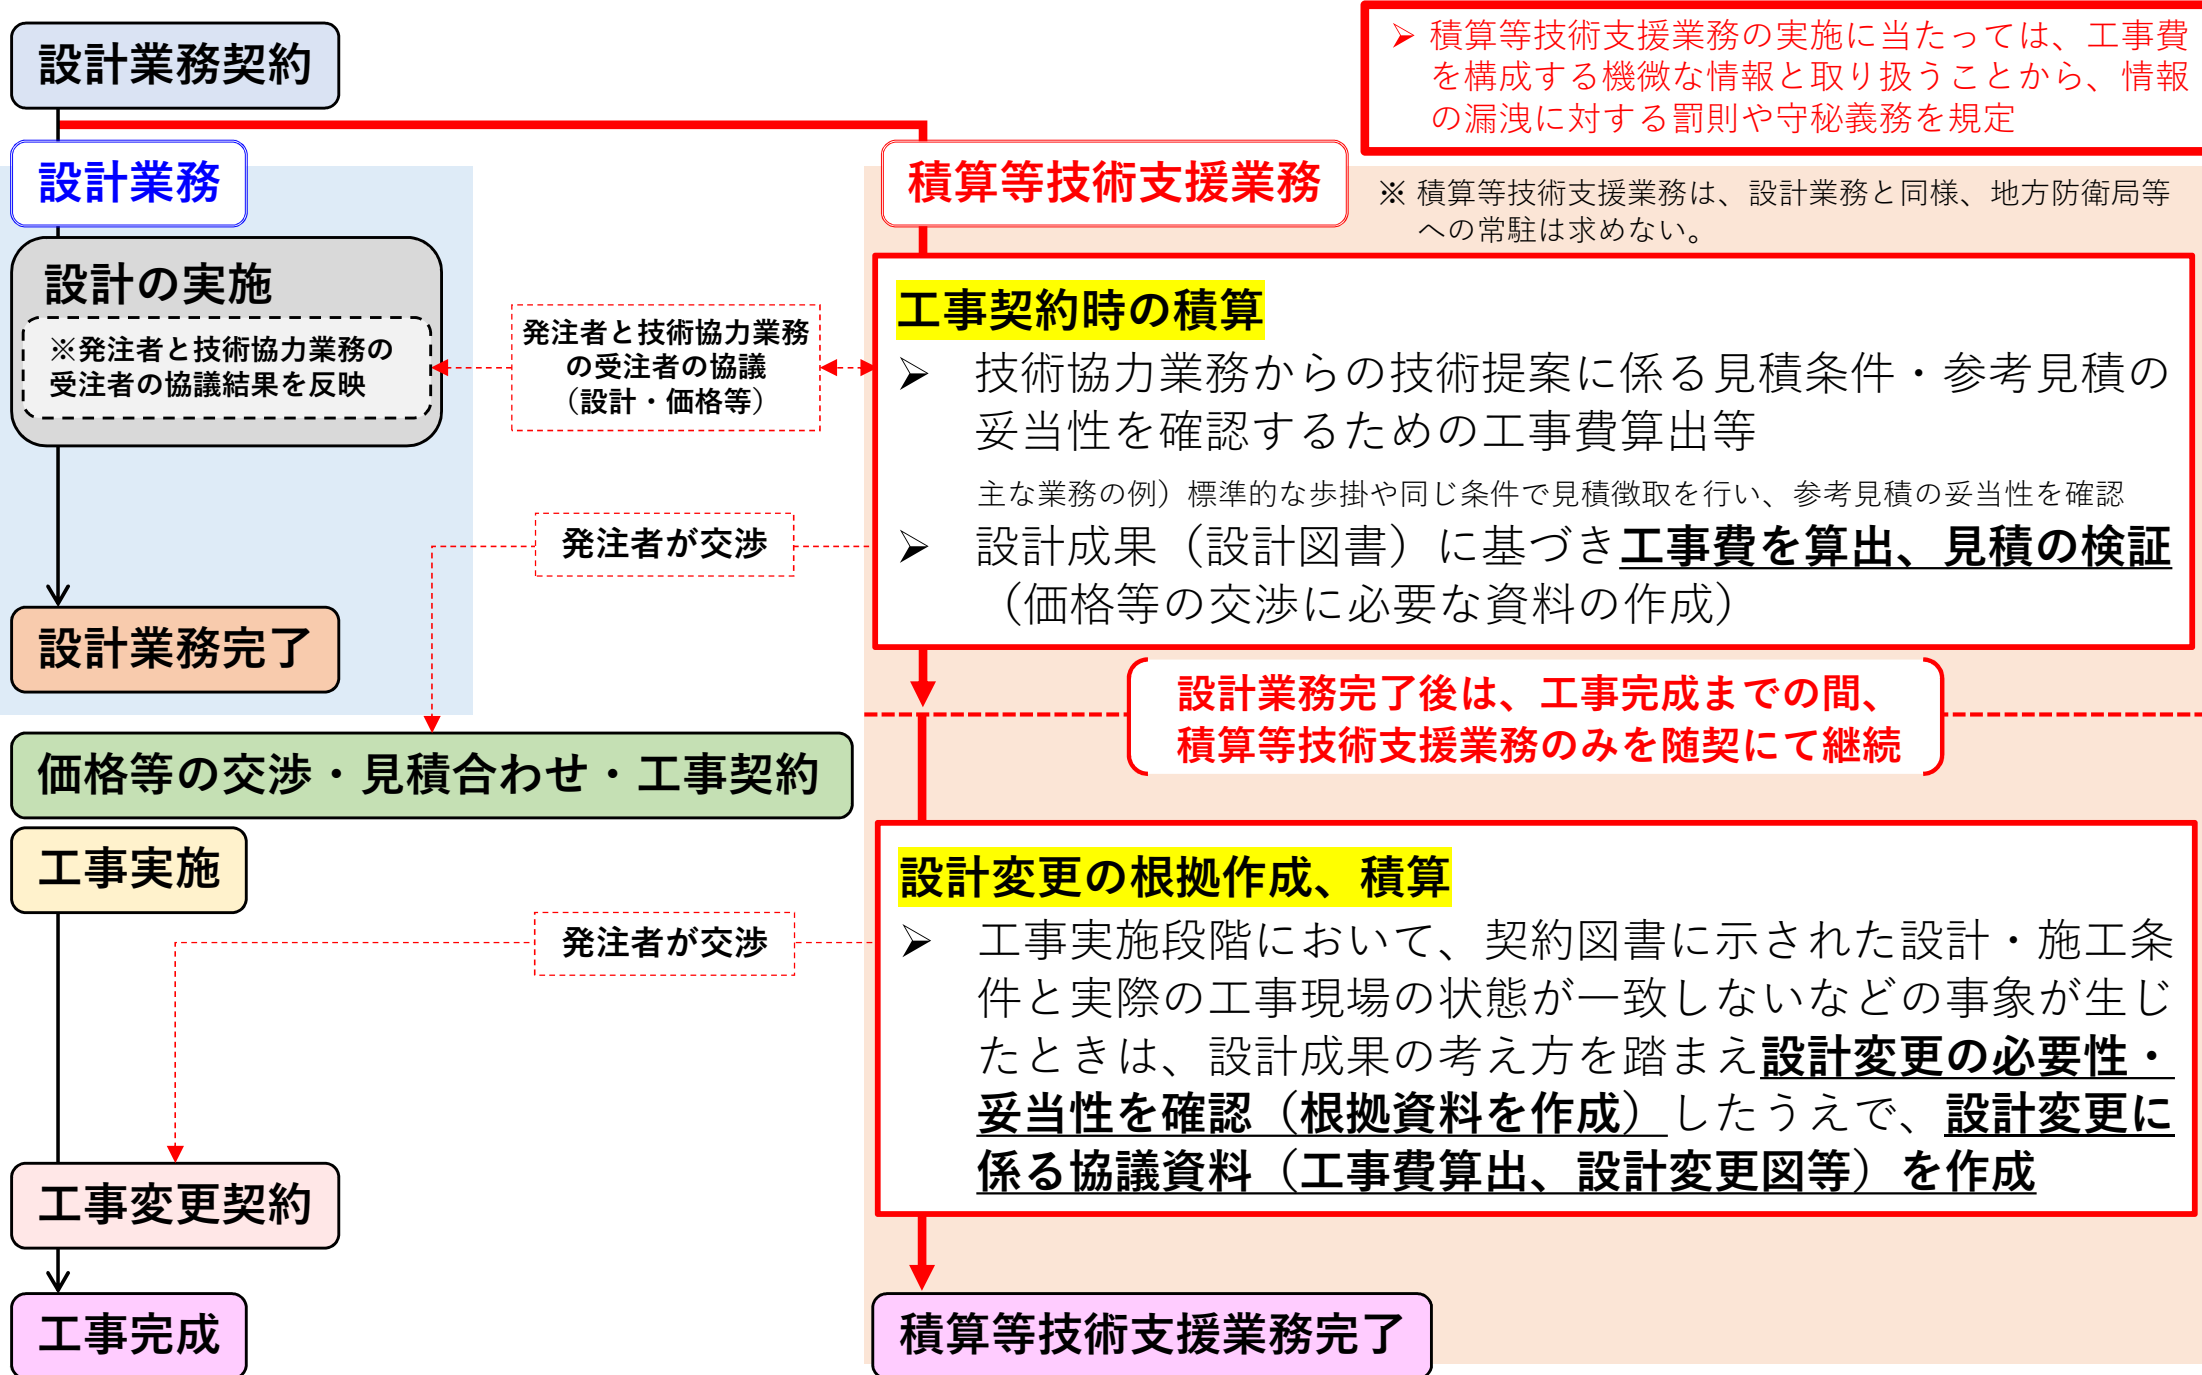 設計業務契約
➢ 積算等技術支援業務の実施に当たっては、工事費
を構成する機微な情報と取り扱うことから、情報
の漏洩に対する罰則や守秘義務を規定
設計業務
積算等技術支援業務
※ 積算等技術支援業務は、設計業務と同様、地方防衛局等
への常駐は求めない。
設計の実施
※発注者と技術協力業務の
受注者の協議結果を反映
発注者と技術協力業務
の受注者の協議
（設計・価格等）
工事契約時の積算
➢ 技術協力業務からの技術提案に係る見積条件・参考見積の
妥当性を確認するための工事費算出等
主な業務の例）標準的な歩掛や同じ条件で見積徴取を行い、参考見積の妥当性を確認
➢ 設計成果（設計図書）に基づき工事費を算出、見積の検証
（価格等の交渉に必要な資料の作成）
発注者が交渉
設計業務完了
設計業務完了後は、工事完成までの間、
積算等技術支援業務のみを随契にて継続
価格等の交渉・見積合わせ・工事契約
工事実施
発注者が交渉
設計変更の根拠作成、積算
➢ 工事実施段階において、契約図書に示された設計・施工条
件と実際の工事現場の状態が一致しないなどの事象が生じ
たときは、設計成果の考え方を踏まえ設計変更の必要性・
妥当性を確認（根拠資料を作成）したうえで、設計変更に
係る協議資料（工事費算出、設計変更図等）を作成
工事変更契約
工事完成
積算等技術支援業務完了